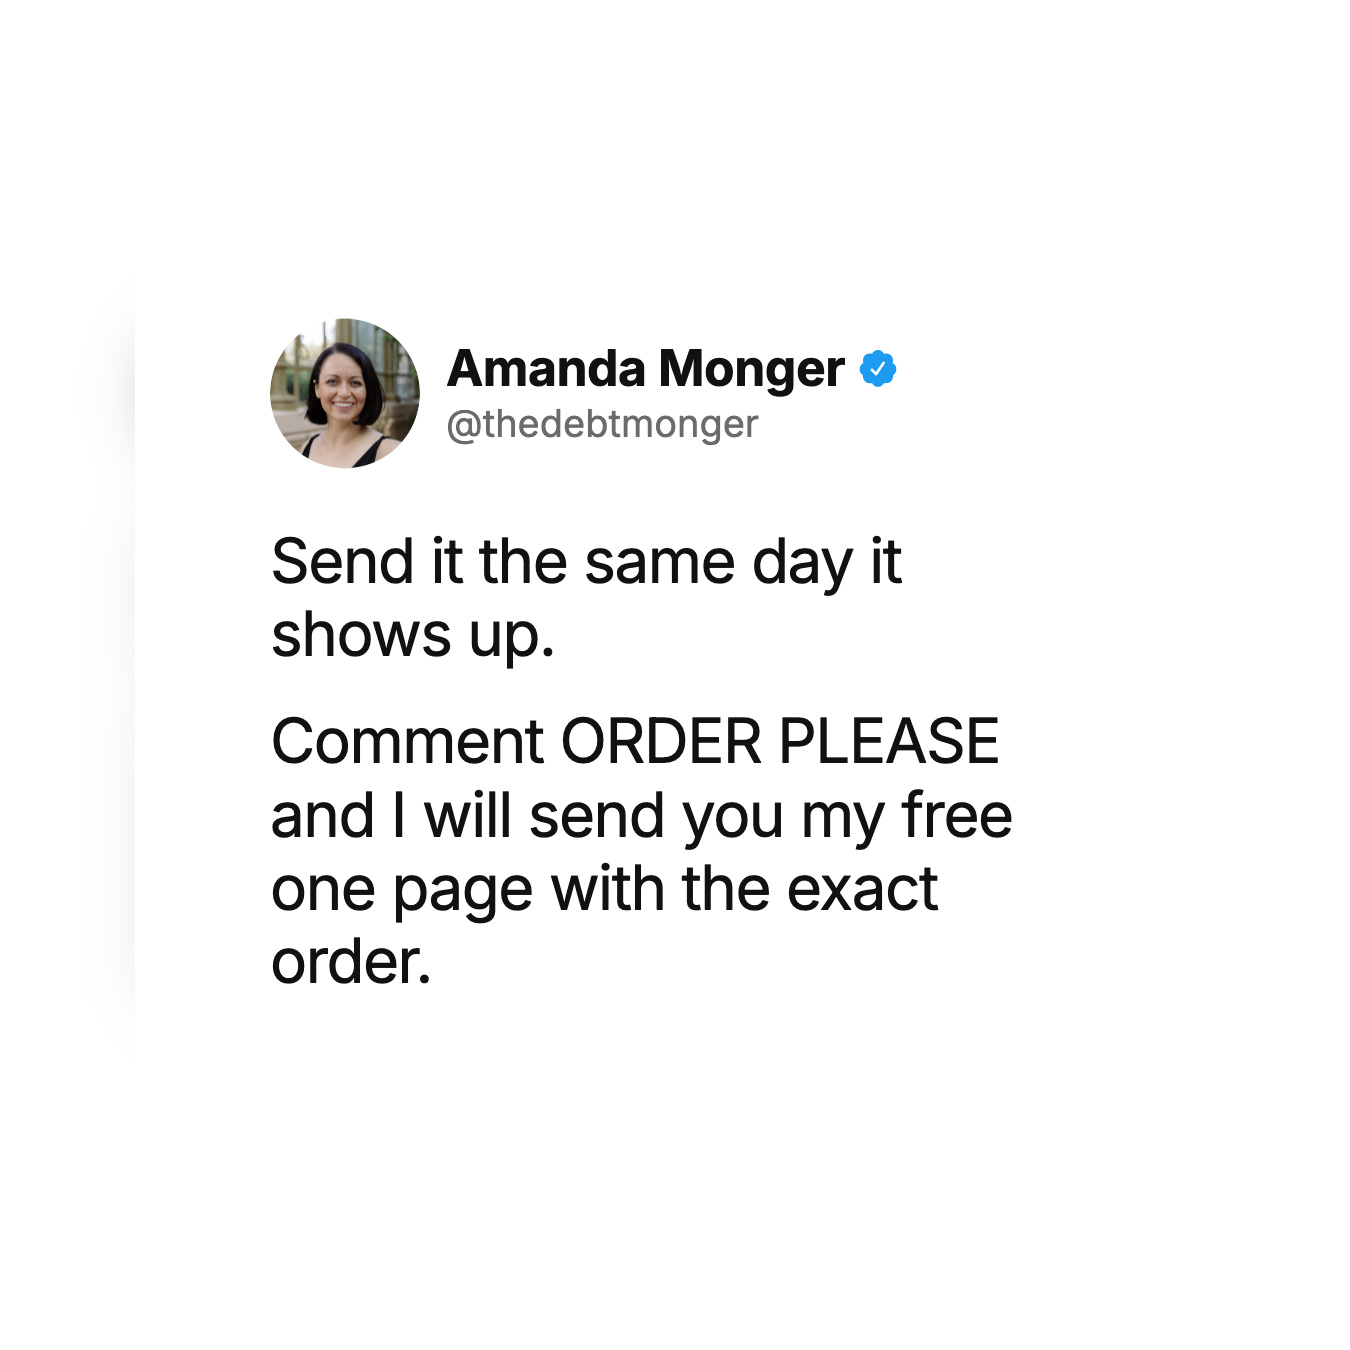 Amanda Monger
@thedebtmonger
Send it the same day it
shows up.
Comment ORDER PLEASE
and I will send you my free
one page with the exact
order.